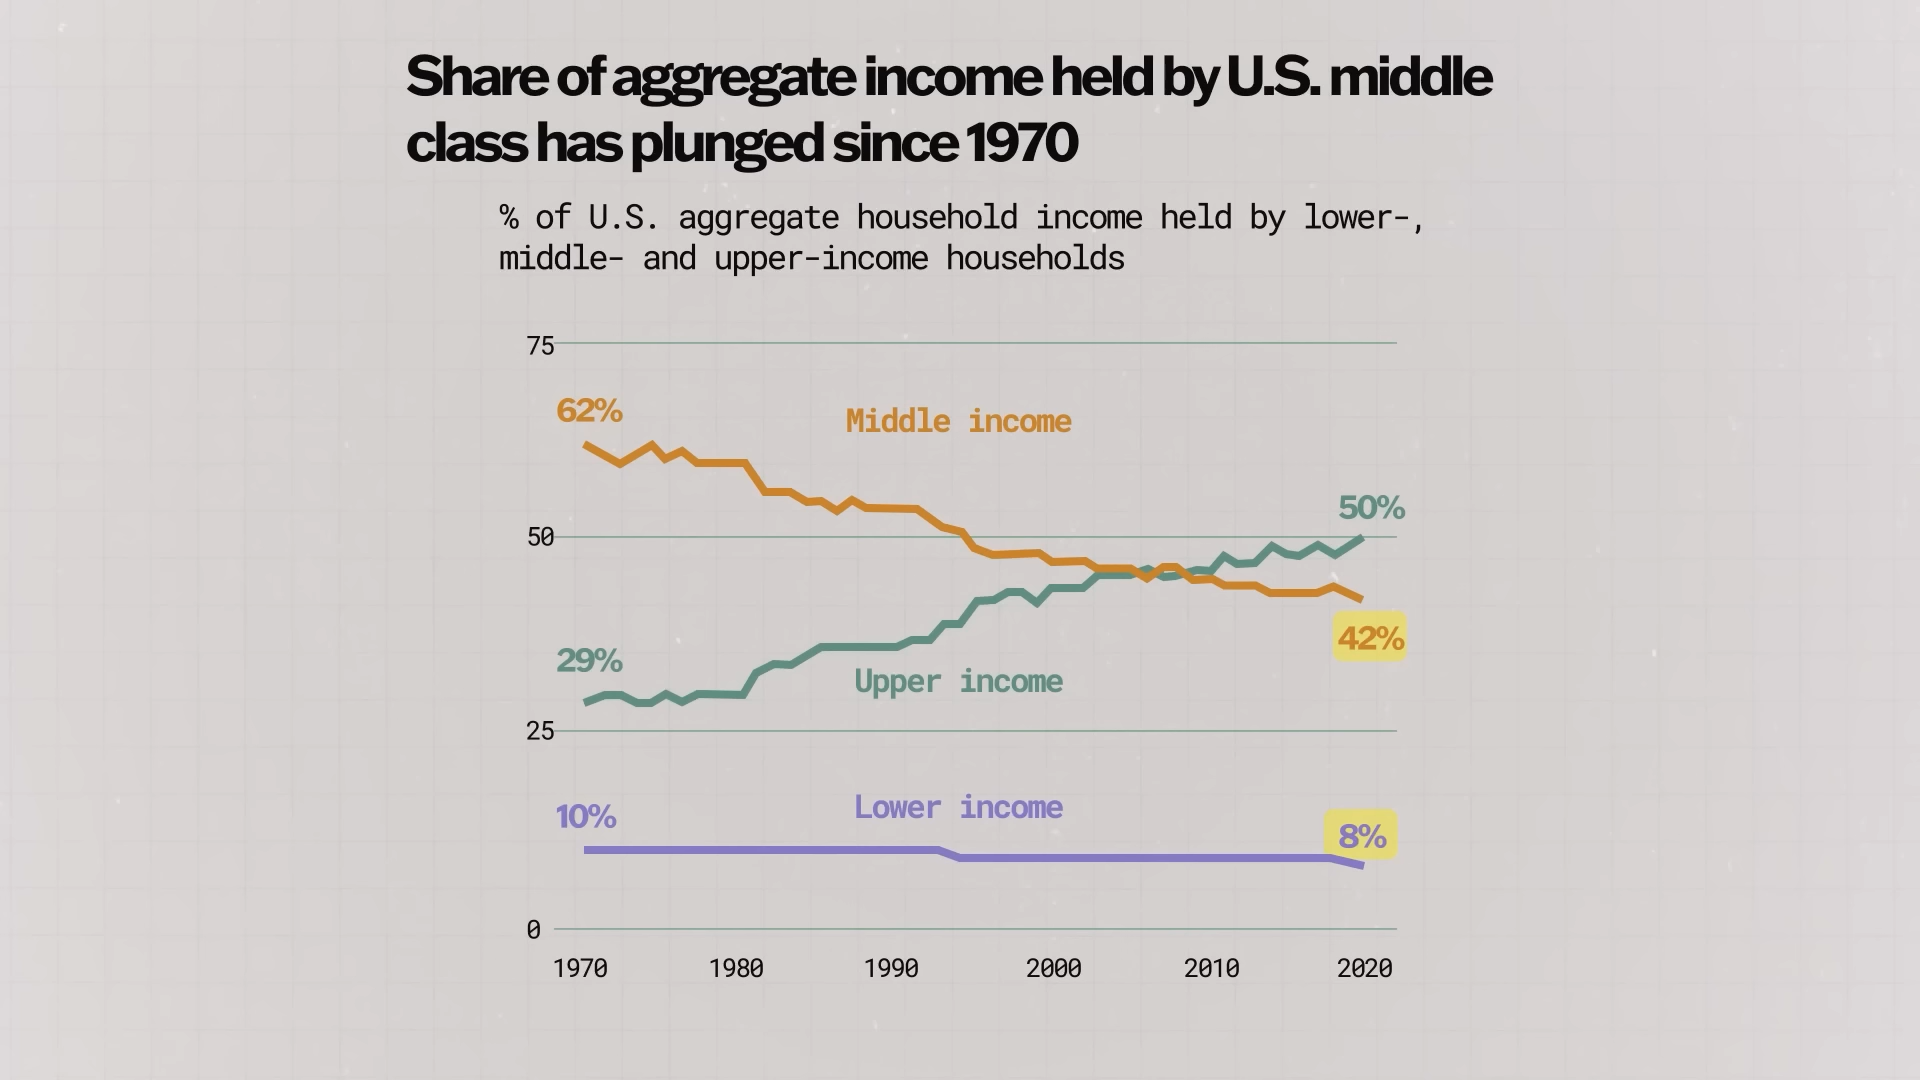 Share of aggregate income held by U.S. middle
class has plunged since 1970
% of U.S. aggregate household income held by lower-,
middle- and upper-income households
75
62%
Middle income
50%
50
42%
29%
Upper income
25
Lower income
10%
8%
0
1970 1980 1990 2000 2010 2020